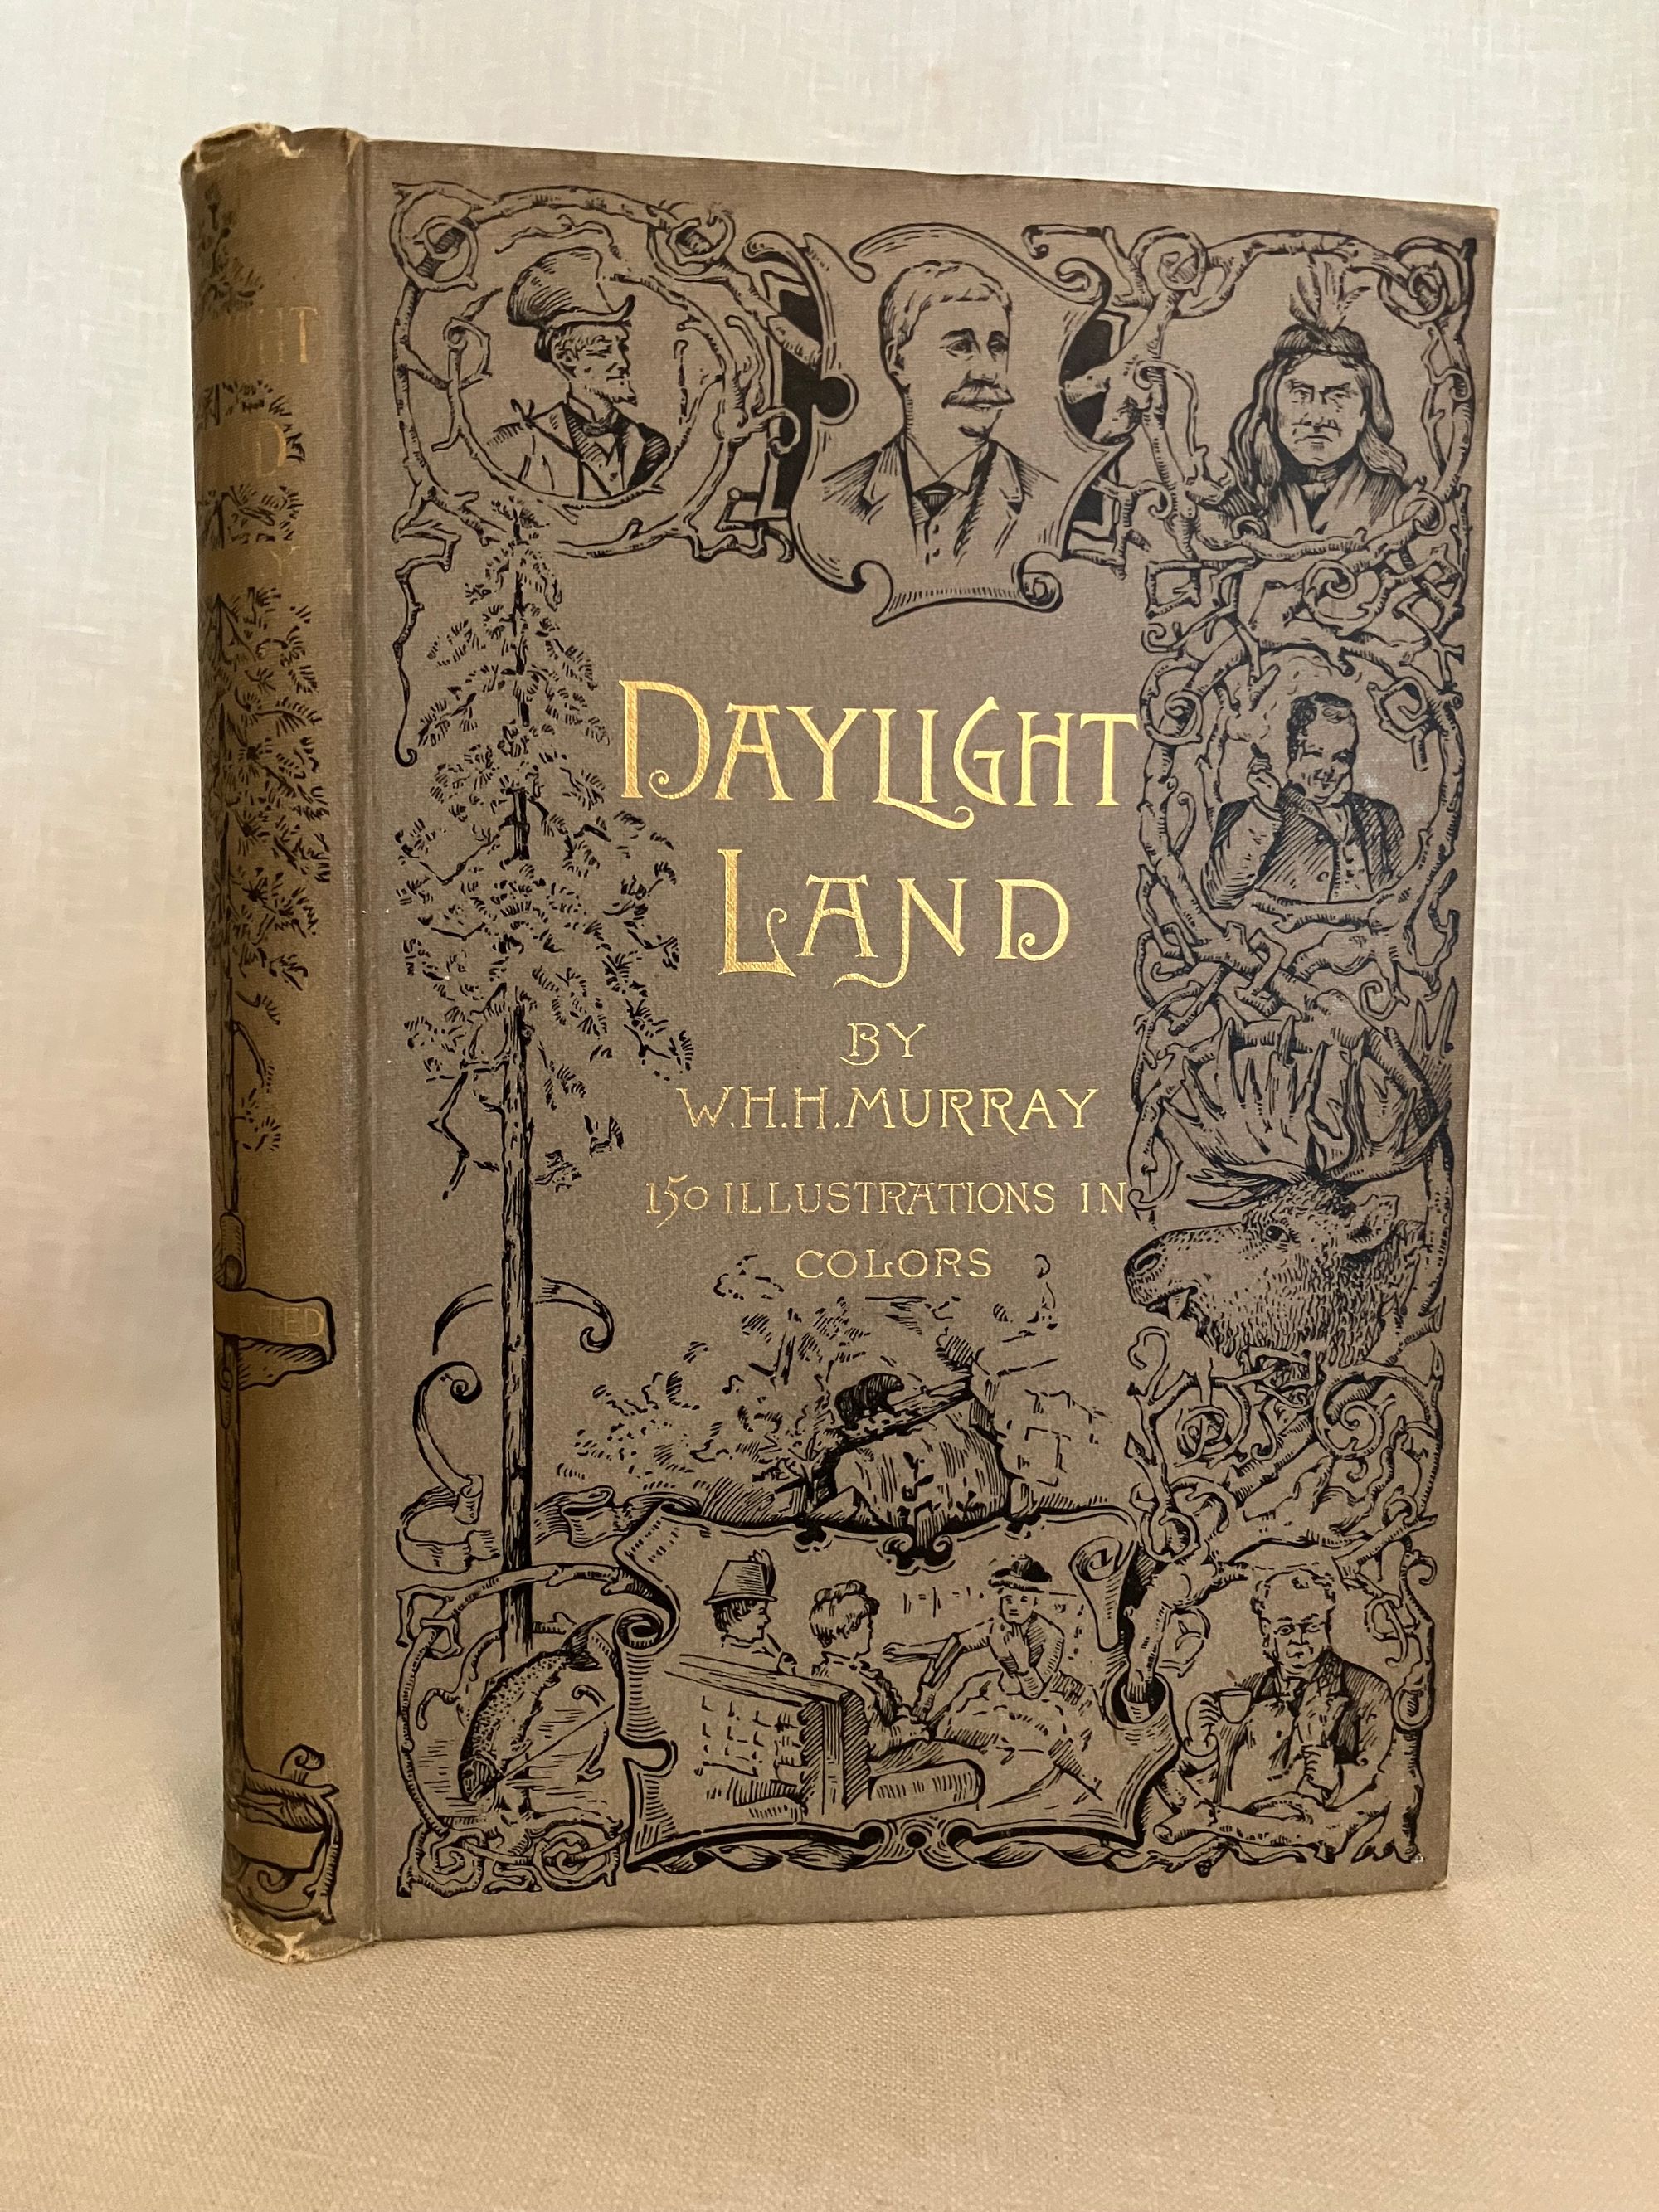 DAYLIGHT
LAND
BY
W.H.H. MURRAY
150 ILLUSTRATIONS IN
COLORS